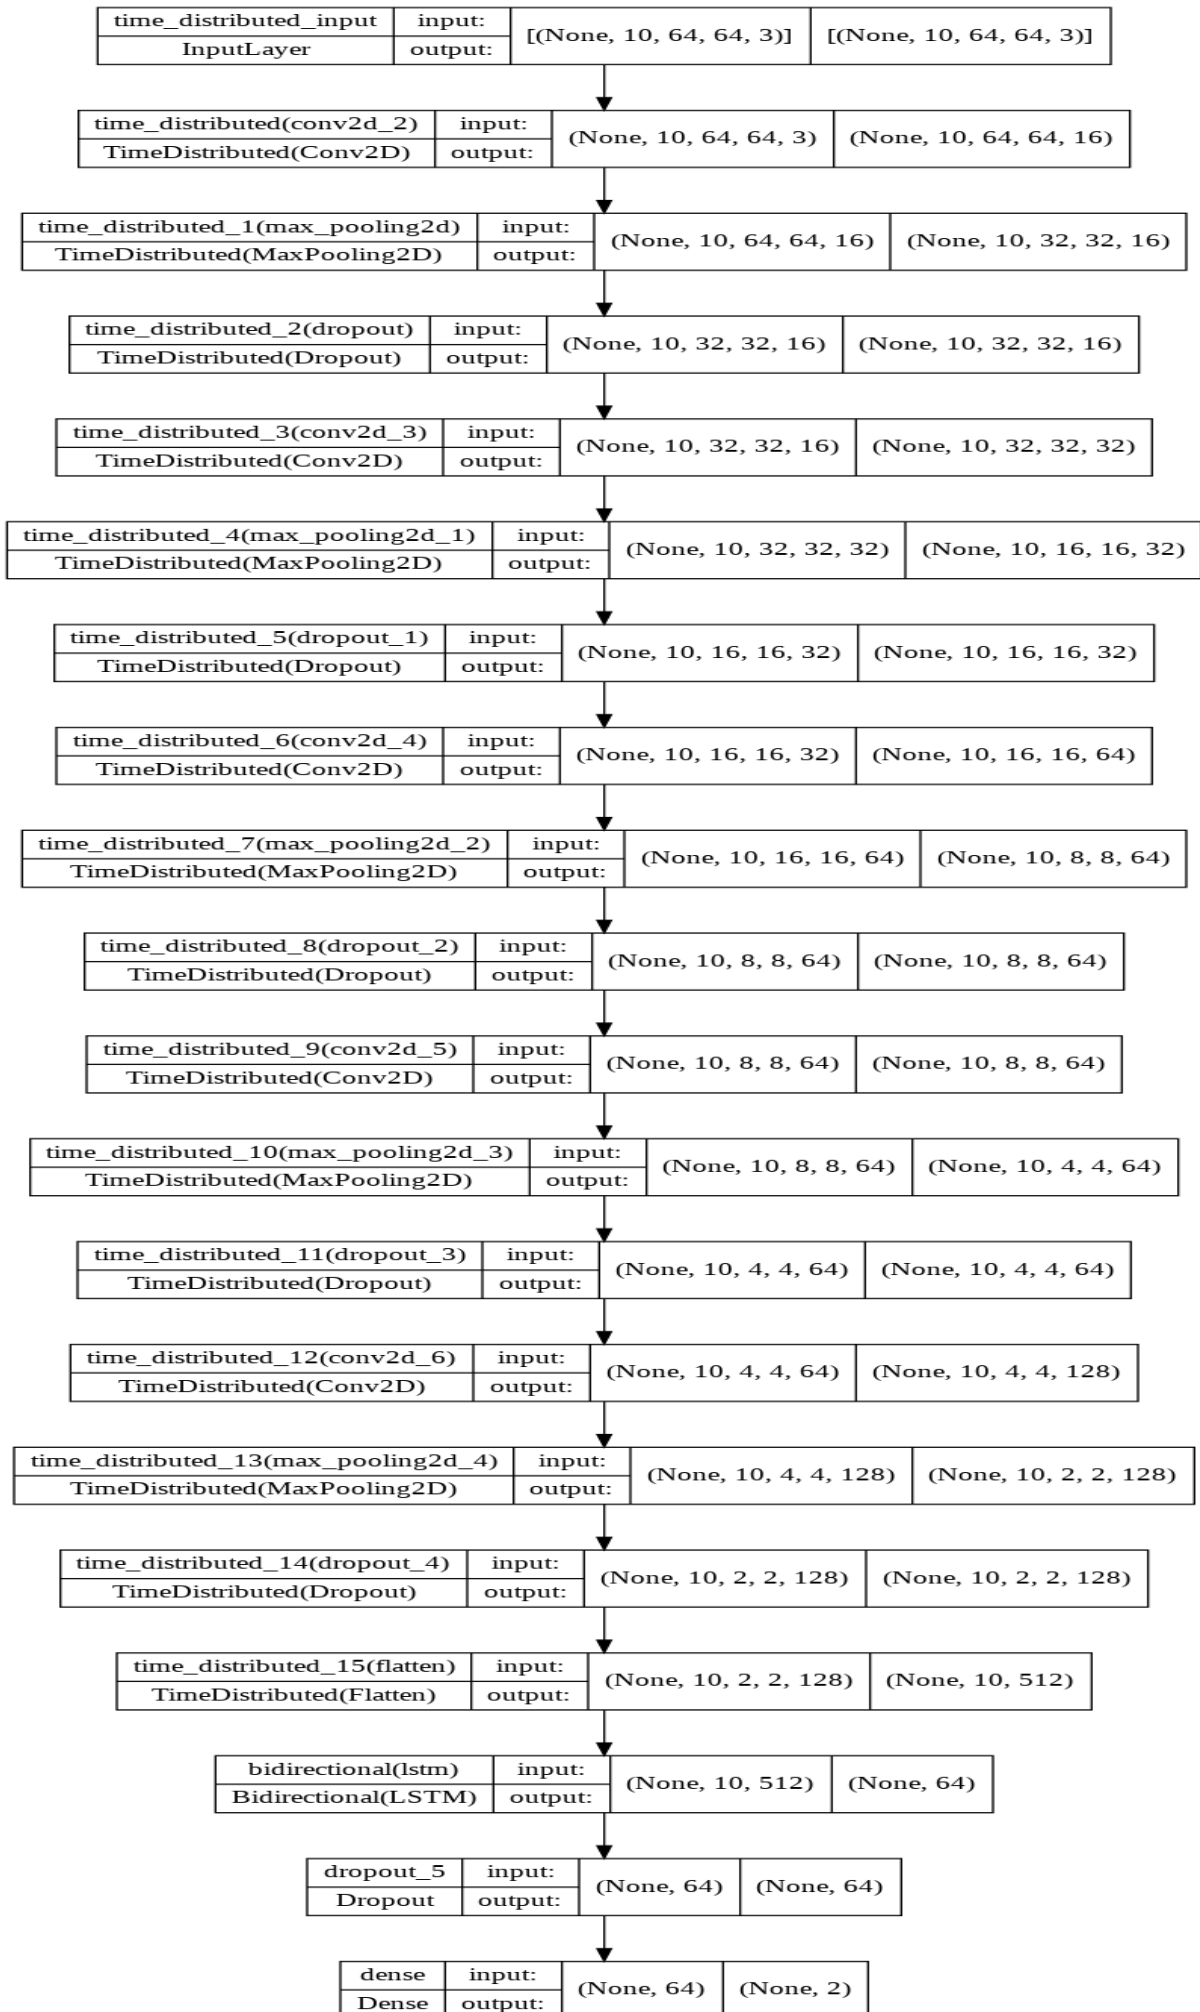 time_distributed_input input: [(None, 10, 64, 64, 3)] [(None, 10, 64, 64, 3)]
InputLayer output:
time_distributed(conv2d_2) input: (None, 10, 64, 64, 3) (None, 10, 64, 64, 16)
TimeDistributed(Conv2D) output:
time_distributed_1(max_pooling2d) input: (None, 10, 64, 64, 16) (None, 10, 32, 32, 16)
TimeDistributed(MaxPooling2D) output:
time_distributed_2(dropout) input: (None, 10, 32, 32, 16) (None, 10, 32, 32, 16)
TimeDistributed(Dropout) output:
time_distributed_3(conv2d_3) input: (None, 10, 32, 32, 16) (None, 10, 32, 32, 32)
TimeDistributed(Conv2D) output:
time_distributed_4(max_pooling2d_1) input: (None, 10, 32, 32, 32) (None, 10, 16, 16, 32)
TimeDistributed(MaxPooling2D) output:
time_distributed_5(dropout_1) input: (None, 10, 16, 16, 32) (None, 10, 16, 16, 32)
TimeDistributed(Dropout) output:
time_distributed_6(conv2d_4) input: (None, 10, 16, 16, 32) (None, 10, 16, 16, 64)
TimeDistributed(Conv2D) output:
time_distributed_7(max_pooling2d_2) input: (None, 10, 16, 16, 64) (None, 10, 8, 8, 64)
TimeDistributed(MaxPooling2D) output:
time_distributed_8(dropout_2) input: (None, 10, 8, 8, 64) (None, 10, 8, 8, 64)
TimeDistributed(Dropout) output:
time_distributed_9(conv2d_5) input: (None, 10, 8, 8, 64) (None, 10, 8, 8, 64)
TimeDistributed(Conv2D) output:
time_distributed_10(max_pooling2d_3) input: (None, 10, 8, 8, 64) (None, 10, 4, 4, 64)
TimeDistributed(MaxPooling2D) output:
time_distributed_11(dropout_3) input: (None, 10, 4, 4, 64) (None, 10, 4, 4, 64)
TimeDistributed(Dropout) output:
time_distributed_12(conv2d_6) input: (None, 10, 4, 4, 64) (None, 10, 4, 4, 128)
TimeDistributed(Conv2D) output:
time_distributed_13(max_pooling2d_4) input: (None, 10, 4, 4, 128) (None, 10, 2, 2, 128)
TimeDistributed(MaxPooling2D) output:
time_distributed_14(dropout_4) input: (None, 10, 2, 2, 128) (None, 10, 2, 2, 128)
TimeDistributed(Dropout) output:
time_distributed_15(flatten) input: (None, 10, 2, 2, 128) (None, 10, 512)
TimeDistributed(Flatten) output:
bidirectional(lstm) input: (None, 10, 512) (None, 64)
Bidirectional(LSTM) output:
dropout_5 input: (None, 64) (None, 64)
Dropout output:
dense input: (None, 64) (None, 2)
Dense output: